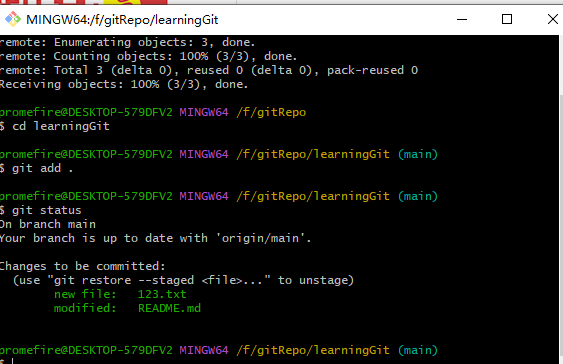 MINGW64:/f/gitRepo/learningGit
remote: Enumerating objects: 3, done.
remote: Counting objects: 100% (3/3), done.
remote: Total 3 (delta 0), reused 0 (delta 0), pack-reused 0
Receiving objects: 100% (3/3), done.
promefire@DESKTOP-579DFV2 MINGW64 /f/gitRepo
$ cd learningGit
promefire@DESKTOP-579DFV2 MINGW64 /f/gitRepo/learningGit (main)
$ git add .
promefire@DESKTOP-579DFV2 MINGW64 /f/gitRepo/learningGit (main)
$ git status
On branch main
Your branch is up to date with 'origin/main'.
Changes to be committed:
(use "git restore --staged <file>..." to unstage)
new file: 123.txt
modified: README.md
promefire@DESKTOP-579DFV2 MINGW64 /f/gitRepo/learningGit (main)
$